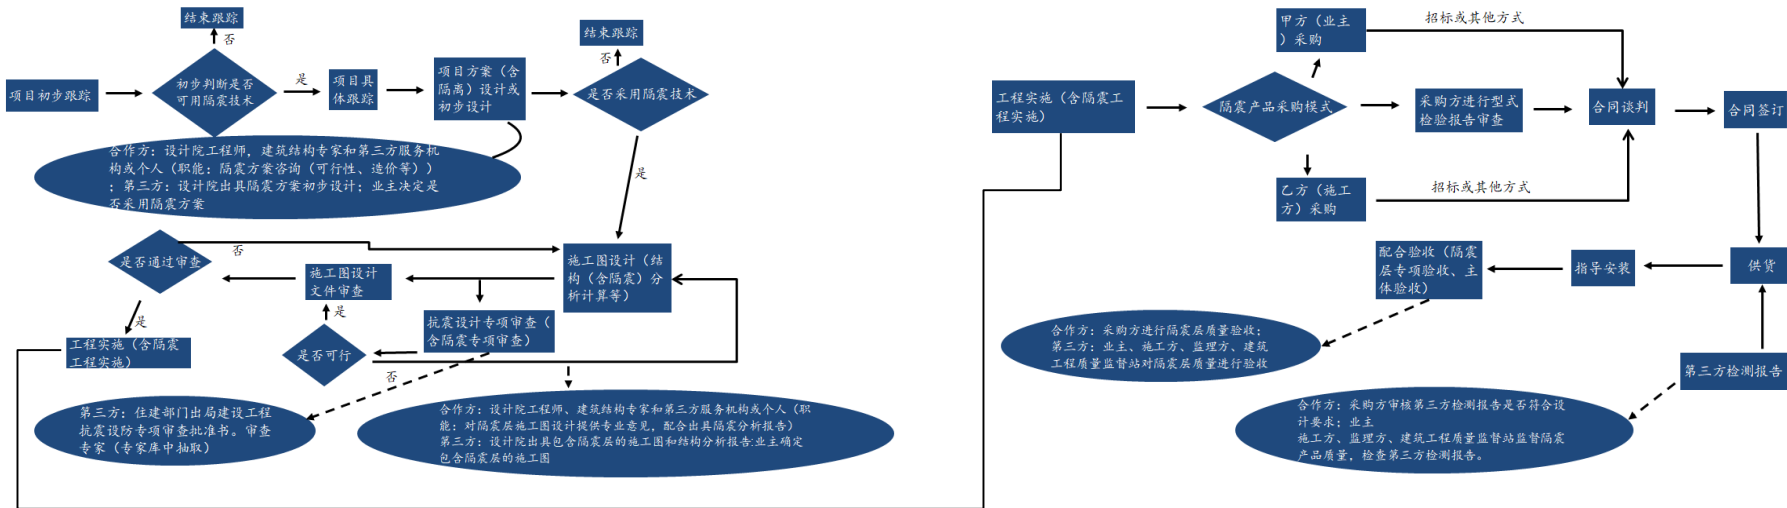 结束跟踪
否
项目初步跟踪
初步判断是否
可用隔震技术
是
项目具
体跟踪
项目方案（含
隔离）设计或
初步设计
结束跟踪
否
是否采用隔震技术
是
合作方：设计院工程师，建筑结构专家和第三方服务机
构或个人（职能：隔震方案咨询（可行性、造价等））
；第三方：设计院出具隔震方案初步设计；业主决定是
否采用隔震方案
是否通过审查
否
施工图设计
文件审查
施工图设计（结
构（含隔震）分
析计算等）
是
是
抗震设计专项审查（
含隔震专项审查）
是否可行
否
工程实施（含隔震
工程实施）
第三方：住建部门出局建设工程
抗震设防专项审查批准书。审查
专家（专家库中抽取）
合作方：设计院工程师、建筑结构专家和第三方服务机构或个人（职
能：对隔震层施工图设计提供专业意见，配合出具隔震分析报告）
第三方：设计院出具包含隔震层的施工图和结构分析报告;业主确定
包含隔震层的施工图
工程实施（含隔震工
程实施）
隔震产品采购模式
甲方（业主
）采购
招标或其他方式
采购方进行型式
检验报告审查
合同谈判
合同签订
乙方（施工
方）采购
招标或其他方式
配合验收（隔震
层专项验收、主
体验收）
指导安装
供货
合作方：采购方进行隔震层质量验收；
第三方：业主、施工方、监理方、建筑
工程质量监督站对隔震层质量进行验收
第三方检测报告
合作方：采购方审核第三方检测报告是否符合设
计要求；业主
施工方、监理方、建筑工程质量监督站监督隔震
产品质量，检查第三方检测报告。